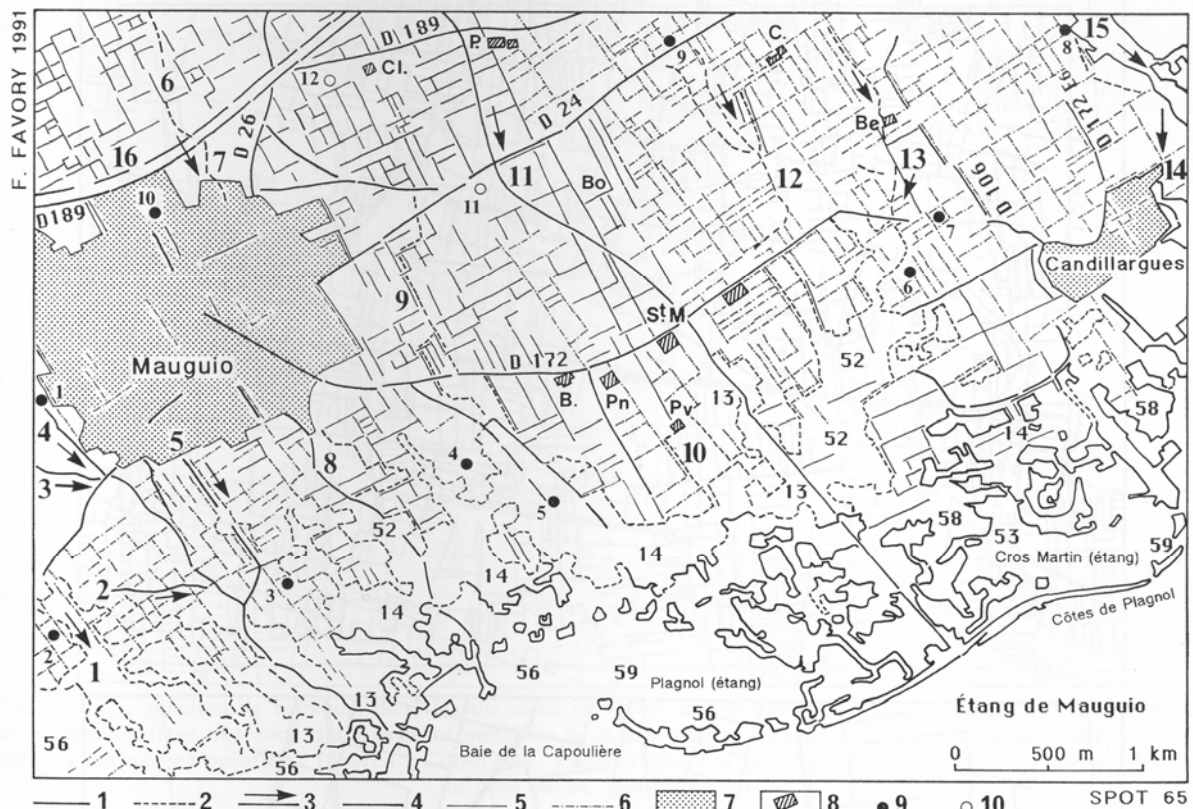 F. FAVORY 1991
D 189
P.
9
C.
8
15
6
12
Cl.
D 24
D 172 E6
16
7
D 26
Be
14
10
11
Bo
12
13
D 189
11
7
D 106
Candillargues
9
6
St M
Mauguio
D 172
52
1
B.
Pn
13
58
4
5
Pv
14
8
4
10
3
5
13
52
52
58
14
53
2
3
14
Cros Martin (étang)
59
14
Côtes de Plagnol
2
1
56
59
Plagnol (étang)
13
56
Étang de Mauguio
56
13
56
Baie de la Capoulière
0 500 m 1 km
1 2 3 4 5 6 7 8 9 10
SPOT 65